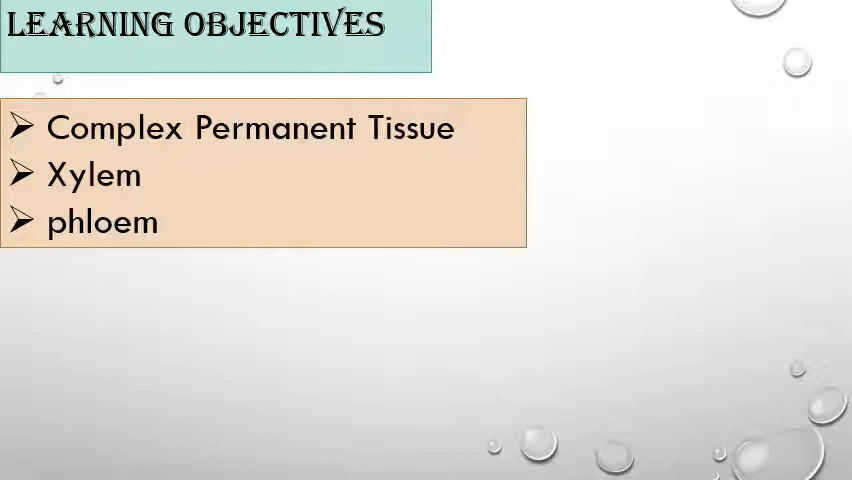 LEARNING OBJECTIVES
➢ Complex Permanent Tissue
➢ Xylem
➢ phloem